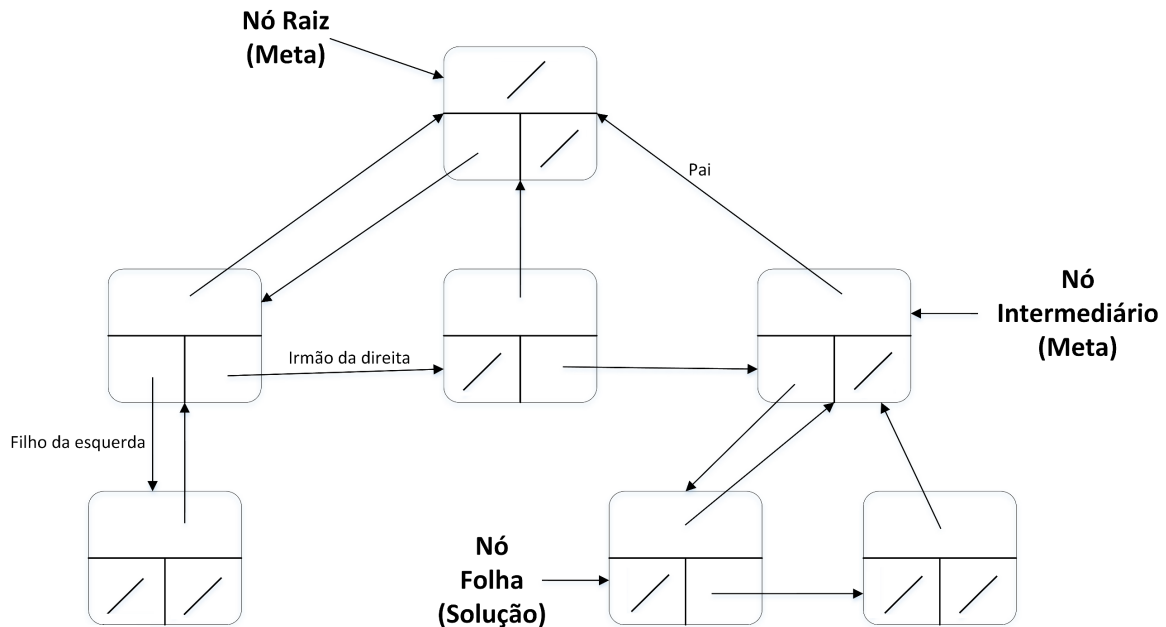 Nó Raiz
(Meta)
Pai
Nó
Intermediário
(Meta)
Irmão da direita
Filho da esquerda
Nó
Folha
(Solução)